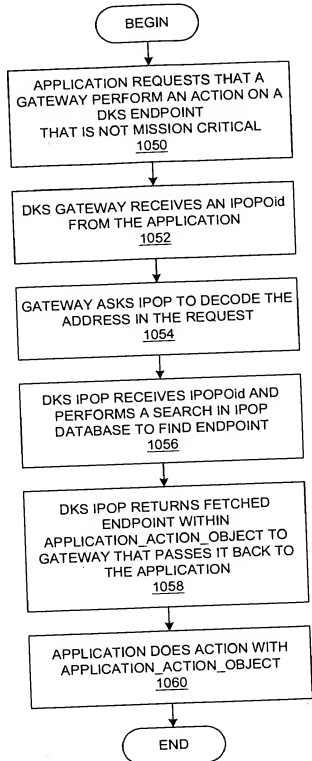 BEGIN
APPLICATION REQUESTS THAT A
GATEWAY PERFORM AN ACTION ON A
DKS ENDPOINT
THAT IS NOT MISSION CRITICAL
1050
DKS GATEWAY RECEIVES AN IPOPOid
FROM THE APPLICATION
1052
GATEWAY ASKS IPOP TO DECODE THE
ADDRESS IN THE REQUEST
1054
DKS IPOP RECEIVES IPOPOid AND
PERFORMS A SEARCH IN IPOP
DATABASE TO FIND ENDPOINT
1056
DKS IPOP RETURNS FETCHED
ENDPOINT WITHIN
APPLICATION_ACTION_OBJECT TO
GATEWAY THAT PASSES IT BACK TO
THE APPLICATION
1058
APPLICATION DOES ACTION WITH
APPLICATION_ACTION_OBJECT
1060
END